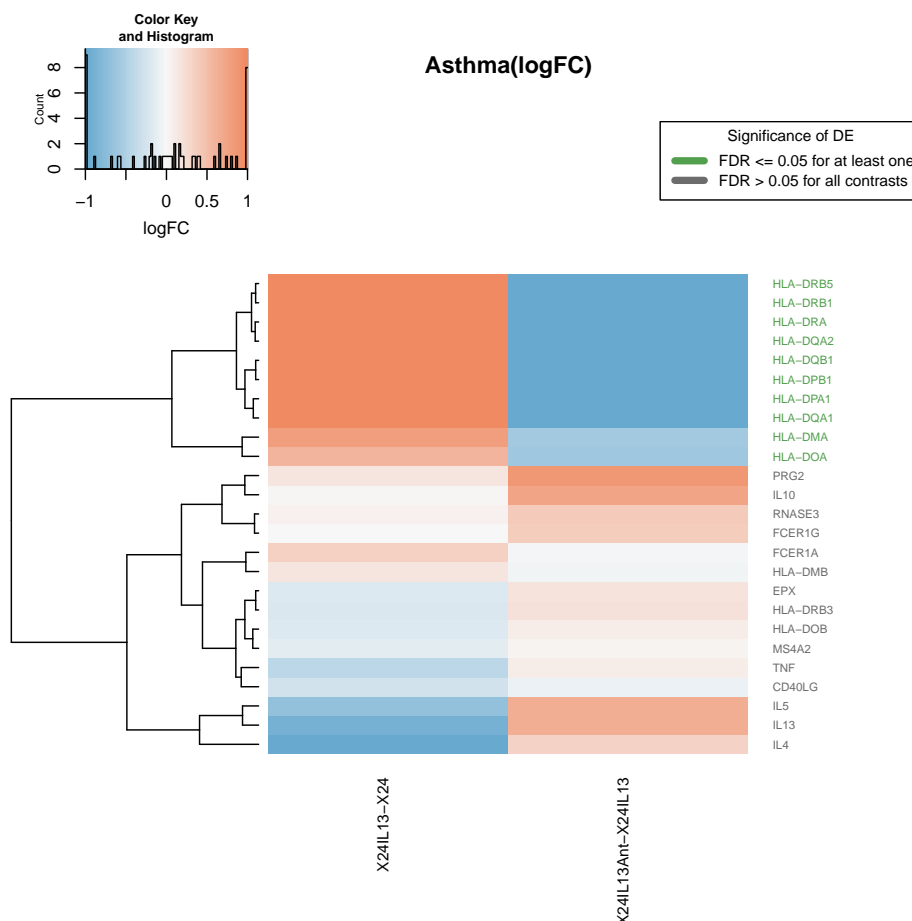 Color Key
and Histogram
Asthma(logFC)
Count
0 2 4 6 8
−1 0 0.5 1
logFC
Significance of DE
FDR <= 0.05 for at least one
FDR > 0.05 for all contrasts
HLA−DRB5
HLA−DRB1
HLA−DRA
HLA−DQA2
HLA−DQB1
HLA−DPB1
HLA−DPA1
HLA−DQA1
HLA−DMA
HLA−DOA
PRG2
IL10
RNASE3
FCER1G
FCER1A
HLA−DMB
EPX
HLA−DRB3
HLA−DOB
MS4A2
TNF
CD40LG
IL5
IL13
IL4
X24IL13−X24
X24IL13Ant−X24IL13